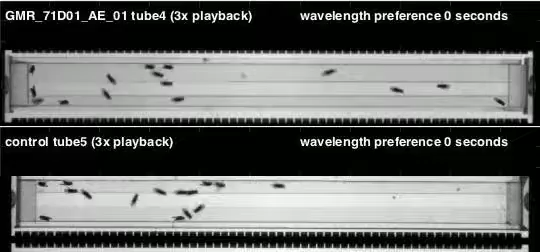 GMR_71D01_AE_01 tube4 (3x playback) wavelength preference 0 seconds
control tube5 (3x playback) wavelength preference 0 seconds